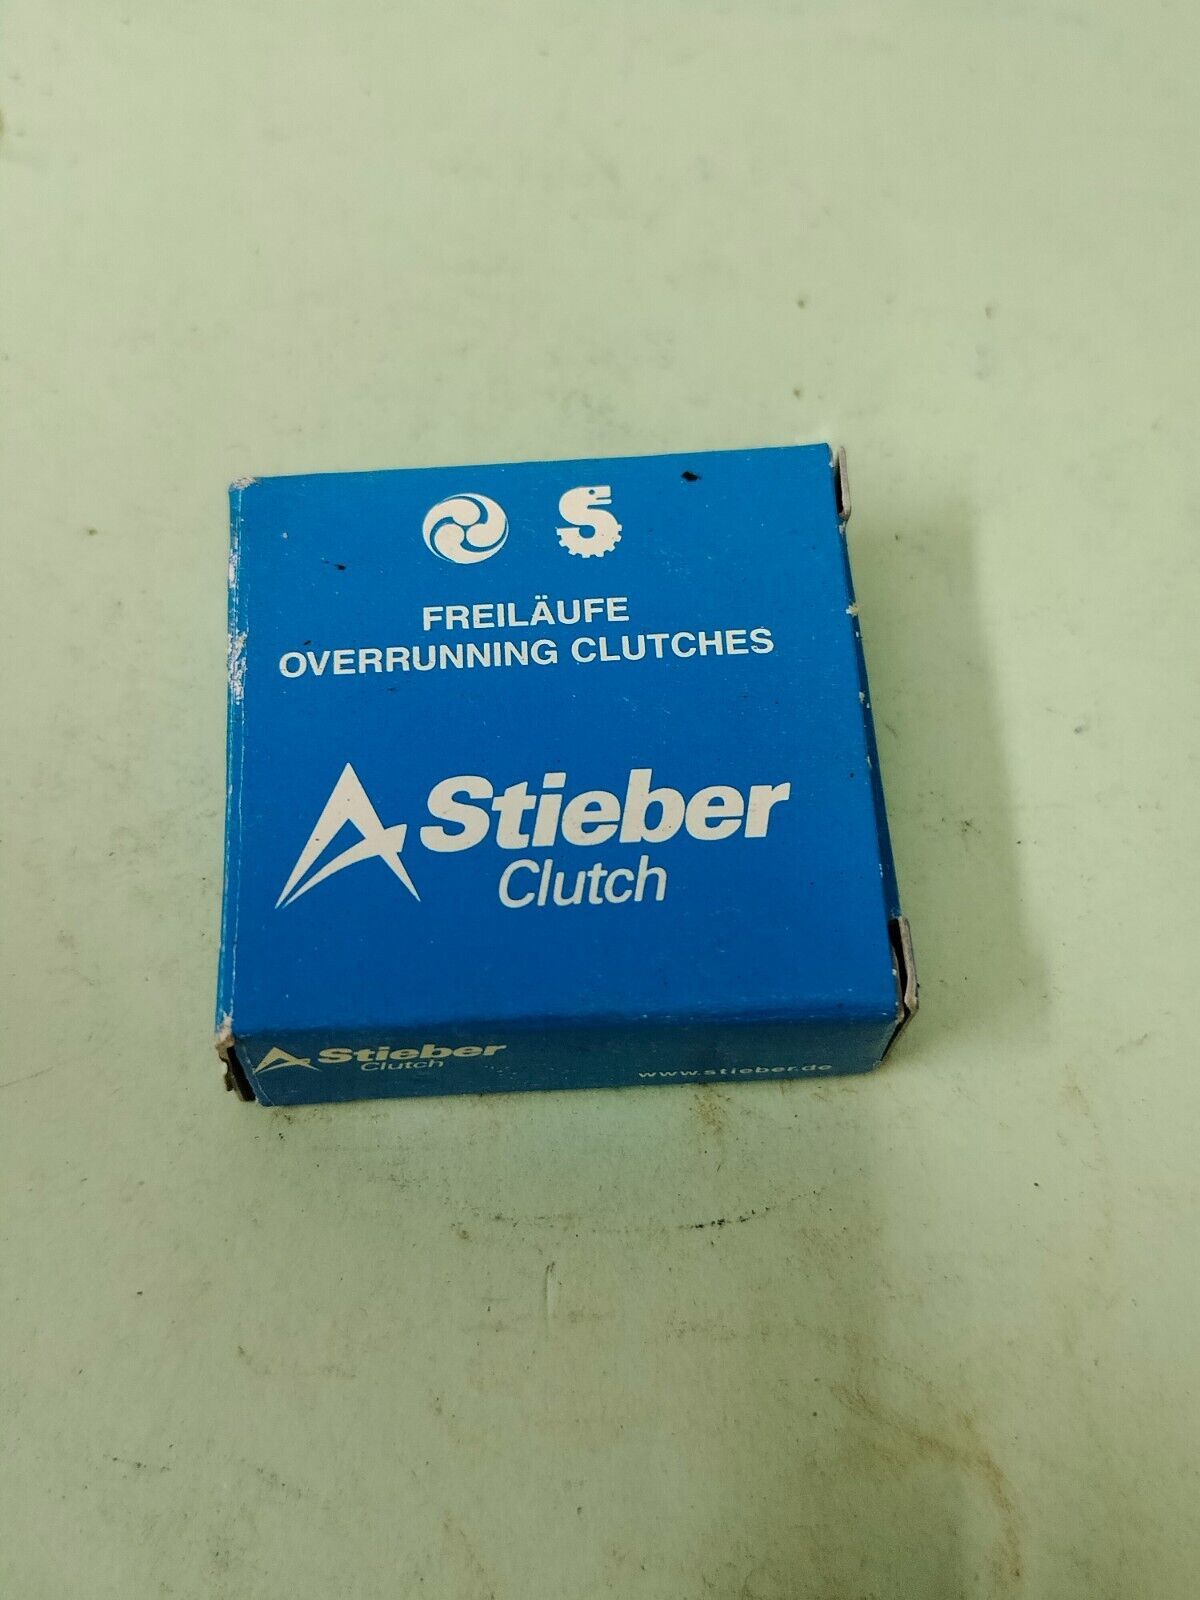 FREILÄUFE
OVERRUNNING CLUTCHES
Stieber
Clutch
Stieber
Clutch
www.stieber.de